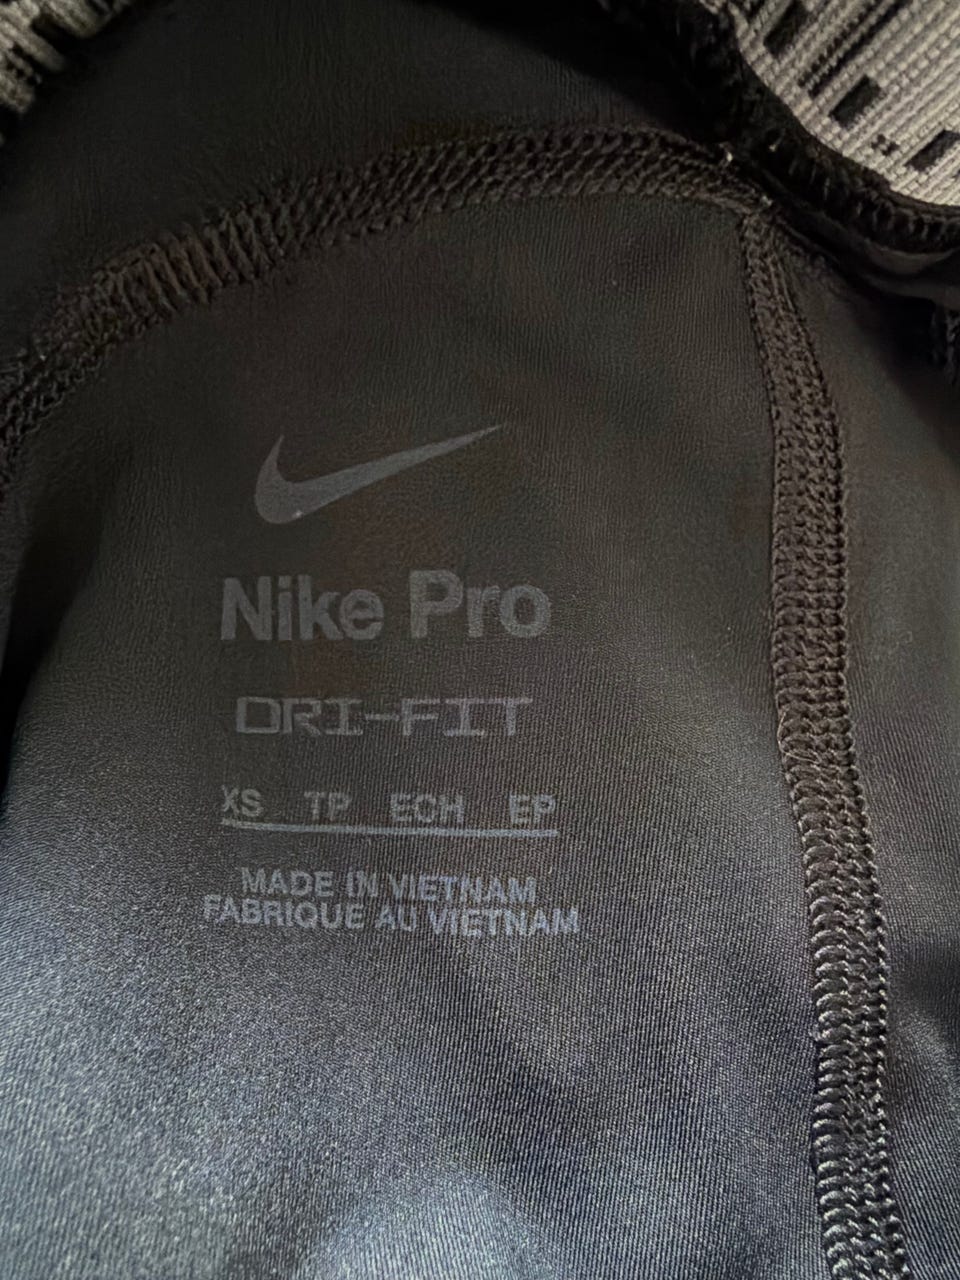 Nike Pro
DRI-FIT
XS TP ECH EP
MADE IN VIETNAM
FABRIQUE AU VIETNAM